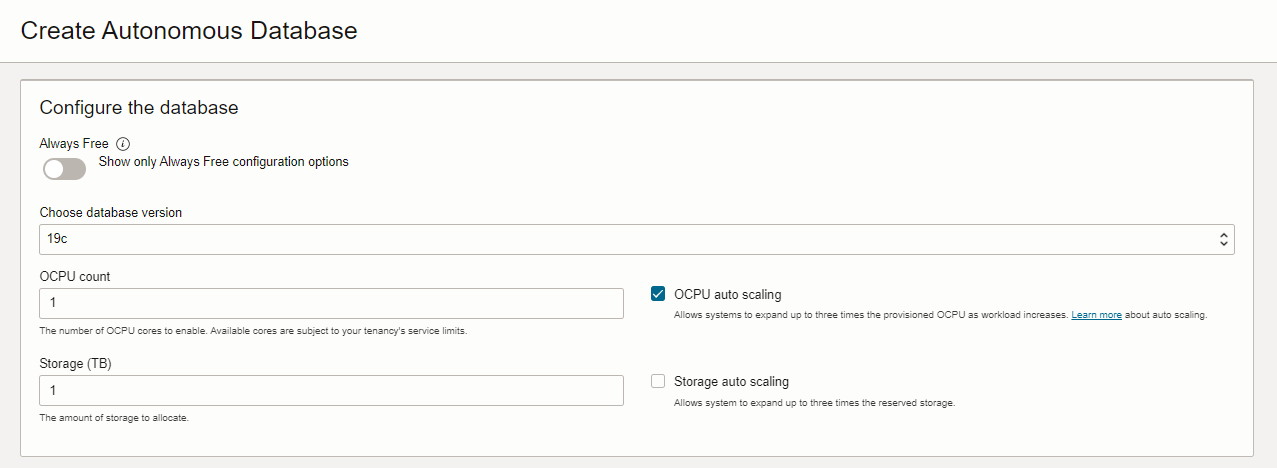 Create Autonomous Database
Configure the database
Always Free
Show only Always Free configuration options
Choose database version
19c
OCPU count
1
OCPU auto scaling
Allows systems to expand up to three times the provisioned OCPU as workload increases. Learn more about auto scaling.
The number of OCPU cores to enable. Available cores are subject to your tenancy's service limits.
Storage (TB)
1
Storage auto scaling
Allows system to expand up to three times the reserved storage.
The amount of storage to allocate.